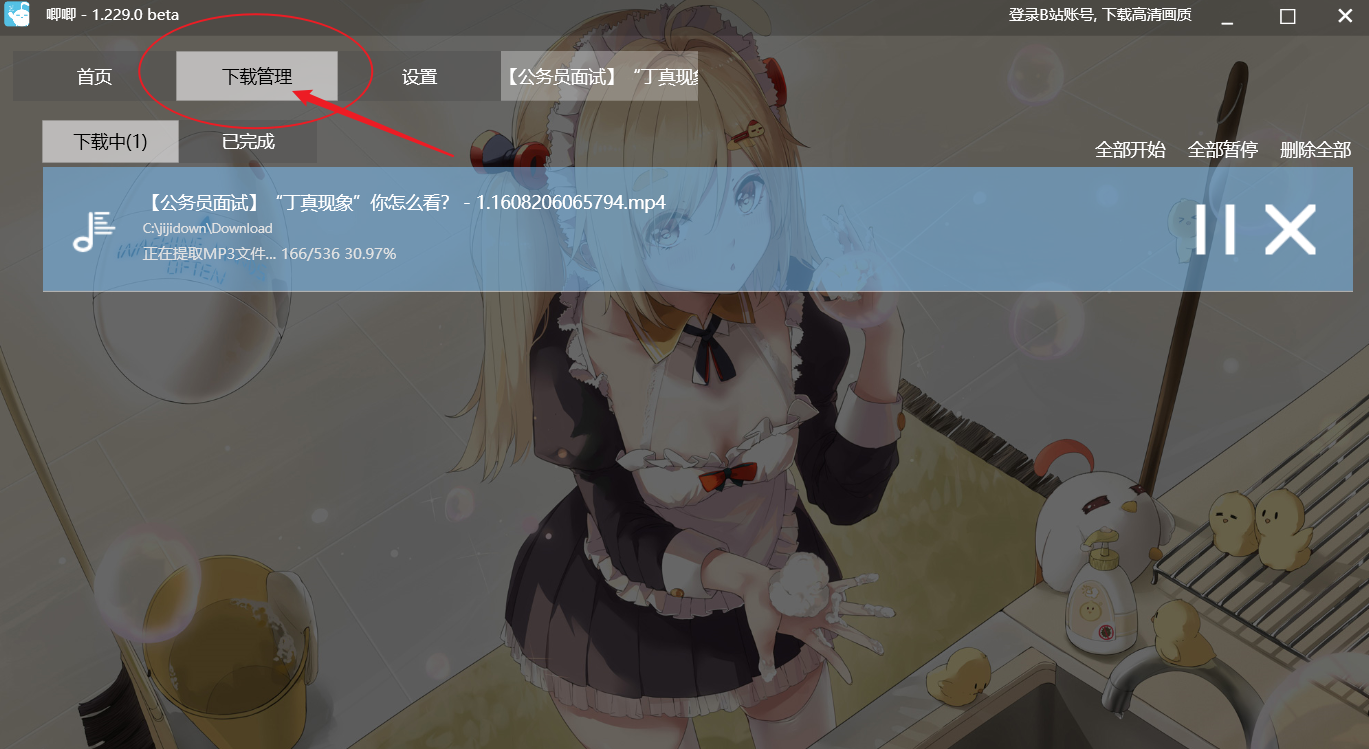 唧唧 - 1.229.0 beta
登录B站账号, 下载高清画质
首页
下载管理
设置
【公务员面试】“丁真现象
下载中(1)
已完成
全部开始
全部暂停
删除全部
【公务员面试】“丁真现象”你怎么看? - 1.1608206065794.mp4
C:\jijidown\Download
正在提取MP3文件... 166/536 30.97%
OFTEN